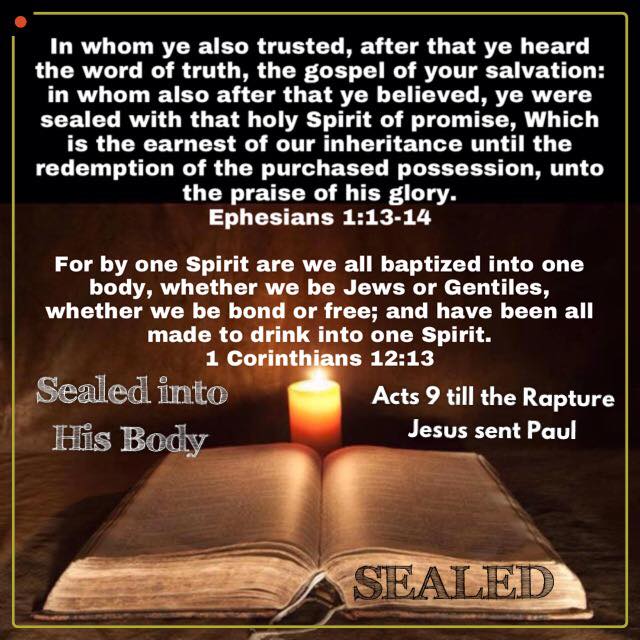 In whom ye also trusted, after that ye heard
the word of truth, the gospel of your salvation:
in whom also after that ye believed, ye were
sealed with that holy Spirit of promise, Which
is the earnest of our inheritance until the
redemption of the purchased possession, unto
the praise of his glory.
Ephesians 1:13-14
For by one Spirit are we all baptized into one
body, whether we be Jews or Gentiles,
whether we be bond or free; and have been all
made to drink into one Spirit.
1 Corinthians 12:13
Sealed into
His Body
Acts 9 till the Rapture
Jesus sent Paul
SEALED